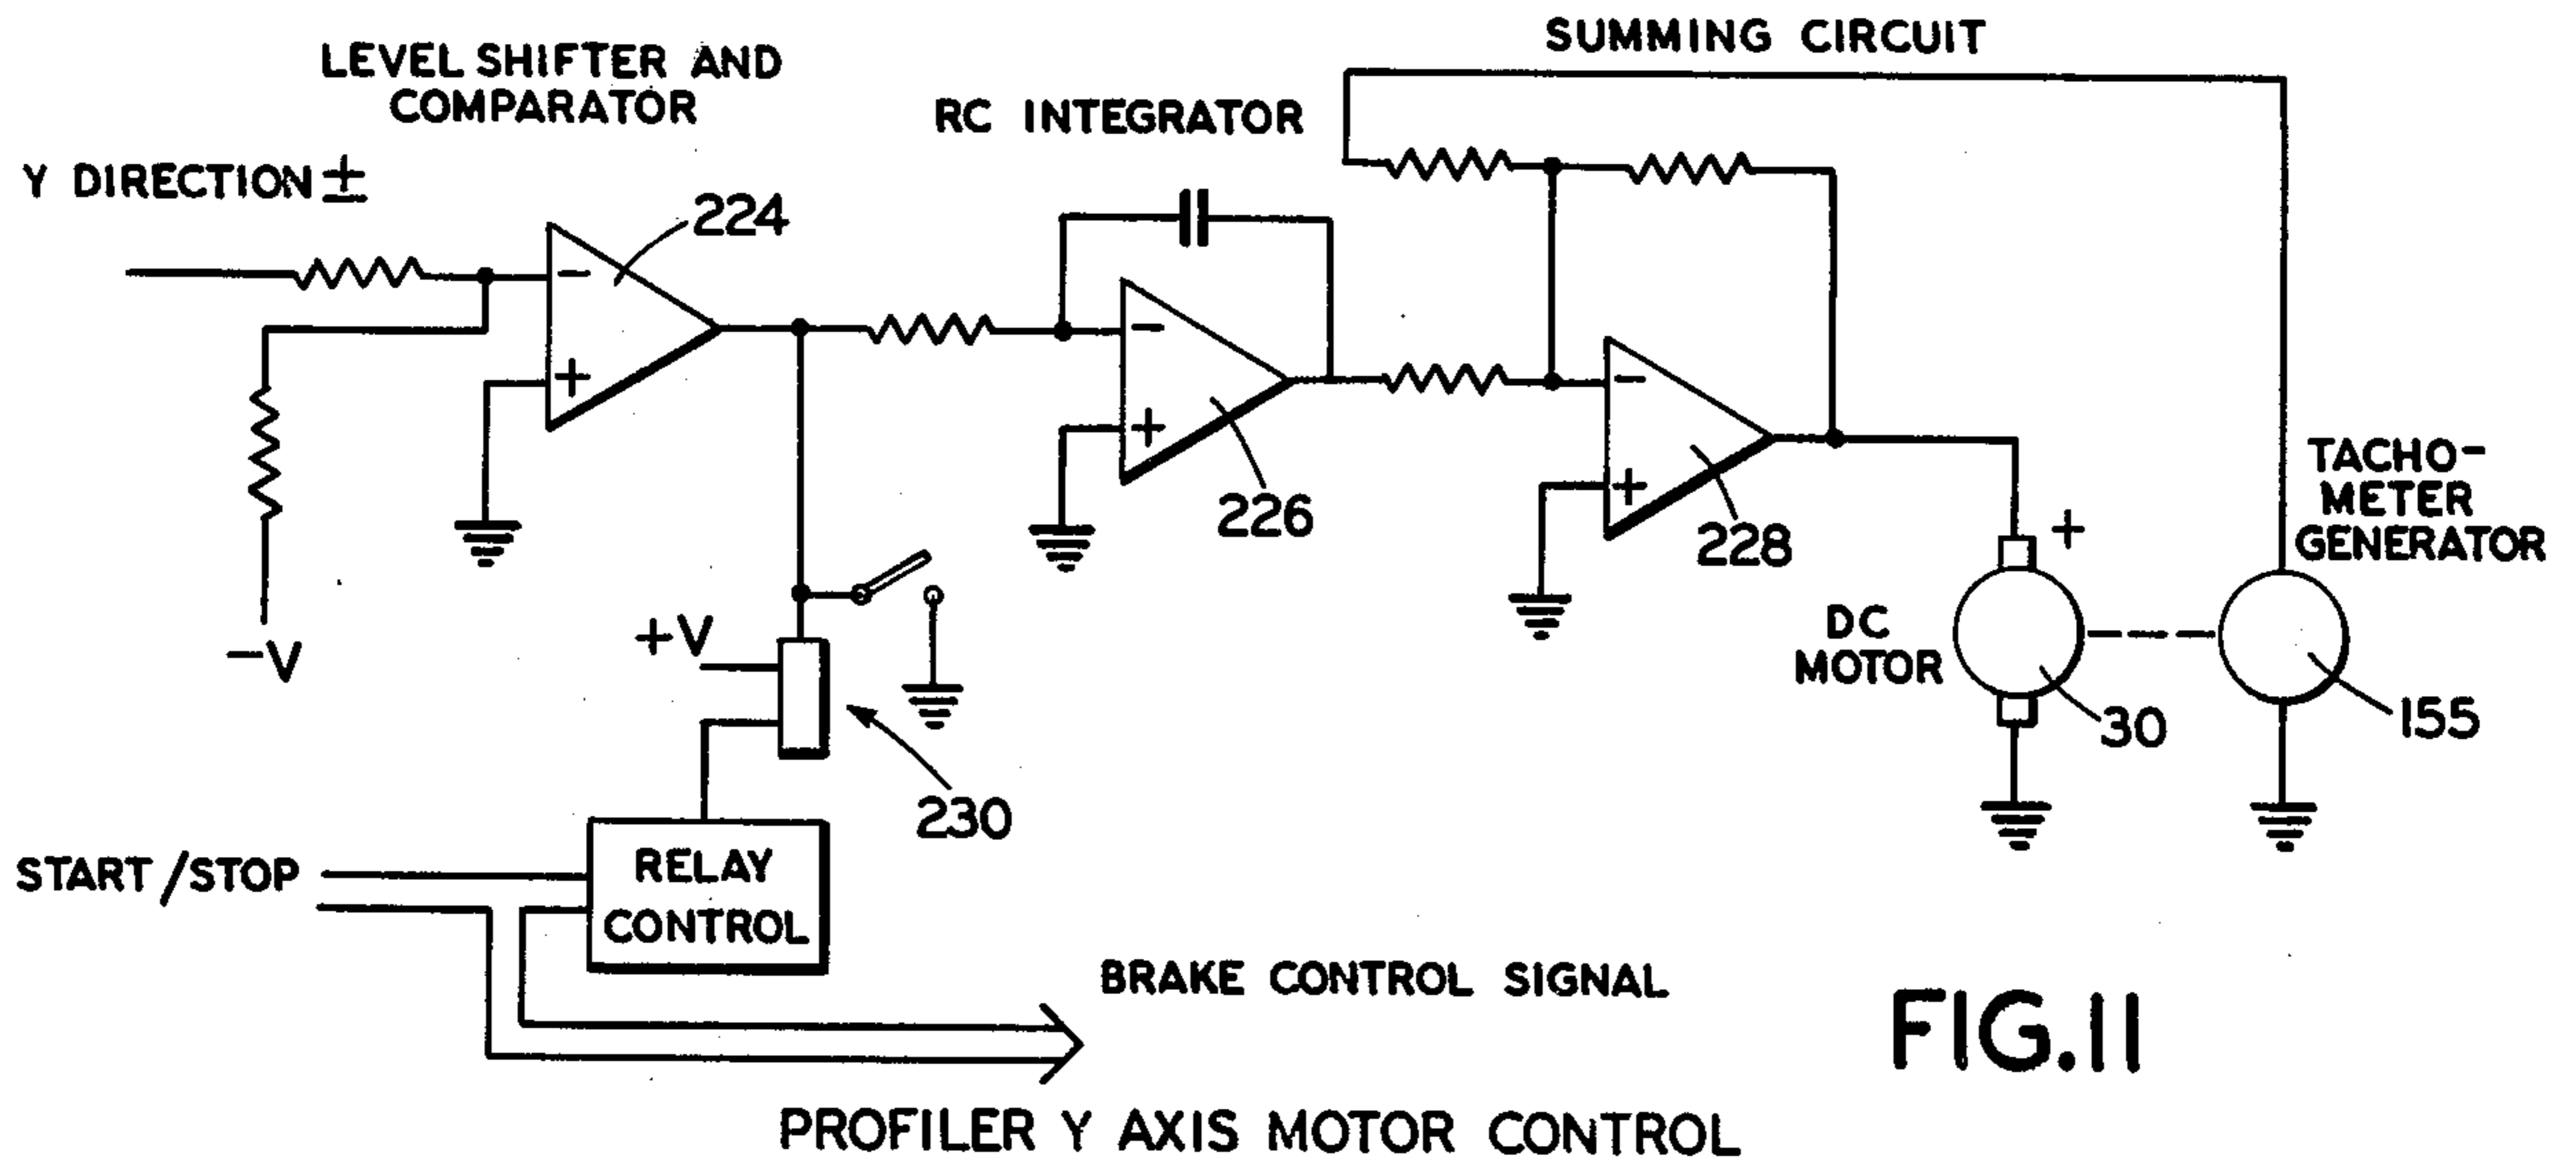 SUMMING CIRCUIT
LEVEL SHIFTER AND
COMPARATOR
RC INTEGRATOR
Y DIRECTION ±
224
−
+
−
+
226
−
+
228
−V
+V
230
TACHO-
METER
GENERATOR
+
DC
MOTOR
30
155
START/STOP
RELAY
CONTROL
BRAKE CONTROL SIGNAL
FIG.11
PROFILER Y AXIS MOTOR CONTROL